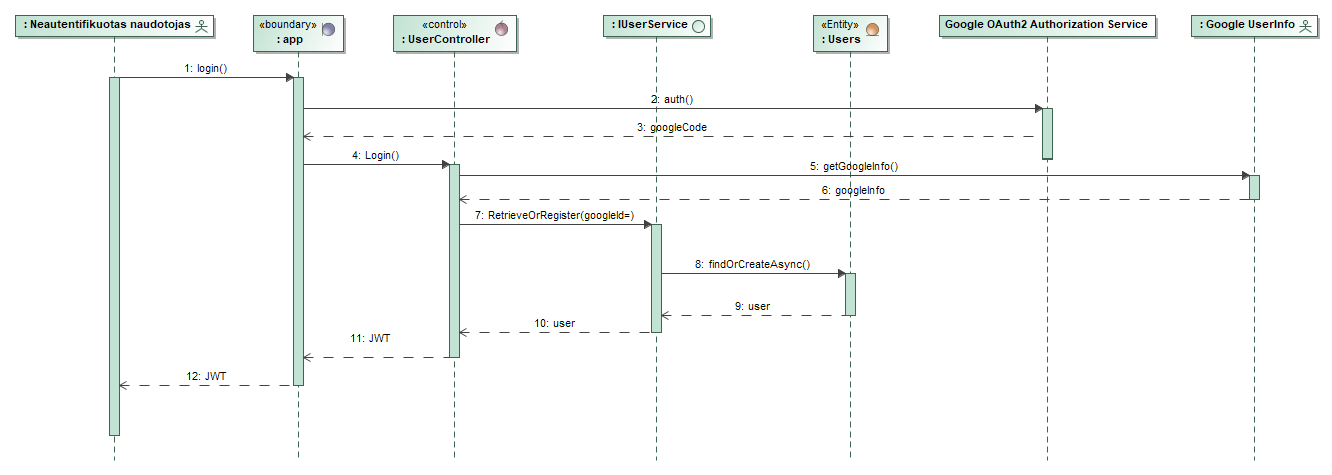 : Neautentifikuotas naudotojas
«boundary»
: app
«control»
: UserController
: IUserService
«Entity»
: Users
Google OAuth2 Authorization Service
: Google UserInfo
1: login()
2: auth()
3: googleCode
4: Login()
5: getGoogleInfo()
6: googleInfo
7: RetrieveOrRegister(googleId=)
8: findOrCreateAsync()
9: user
10: user
11: JWT
12: JWT